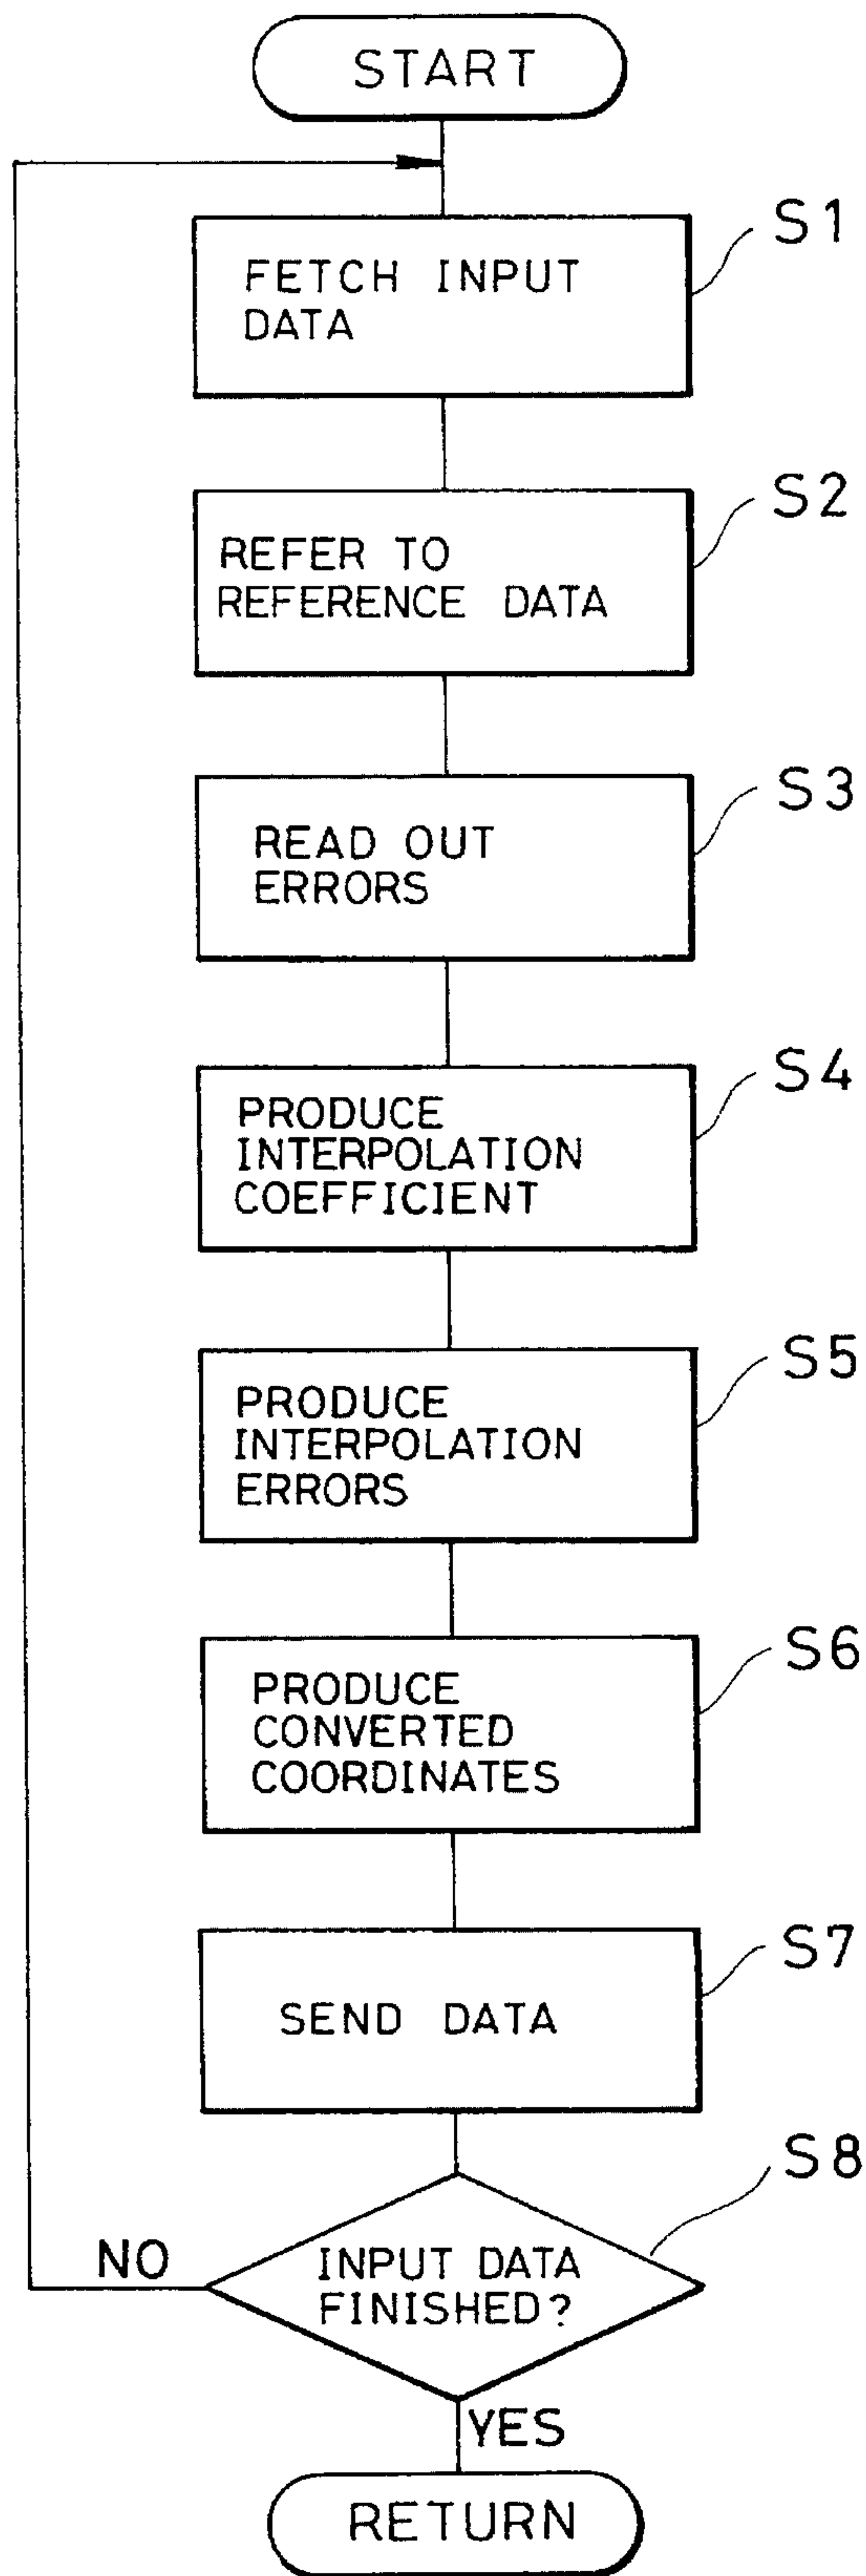 START
S1
FETCH INPUT
DATA
S2
REFER TO
REFERENCE DATA
S3
READ OUT
ERRORS
S4
PRODUCE
INTERPOLATION
COEFFICIENT
S5
PRODUCE
INTERPOLATION
ERRORS
S6
PRODUCE
CONVERTED
COORDINATES
S7
SEND DATA
S8
NO
INPUT DATA
FINISHED?
YES
RETURN